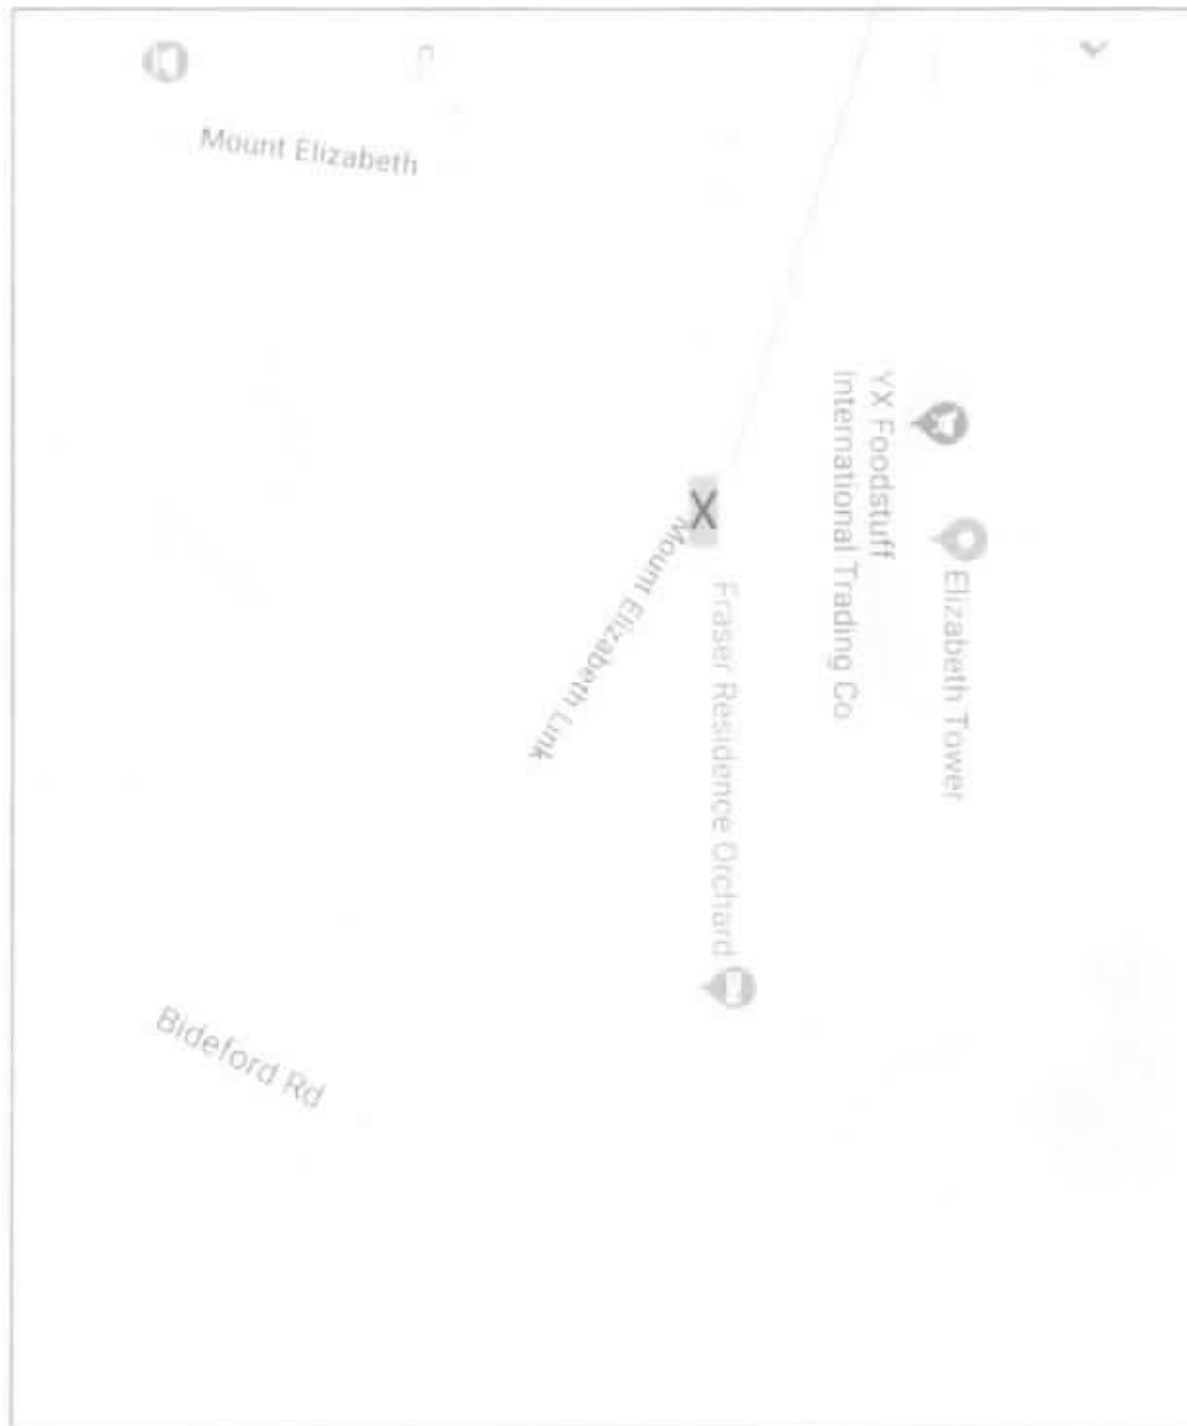 Mount Elizabeth
YX Foodstuff
International Trading Co
X
Mount Elizabeth Link
Fraser Residence Orchard
Elizabeth Tower
Bideford Rd